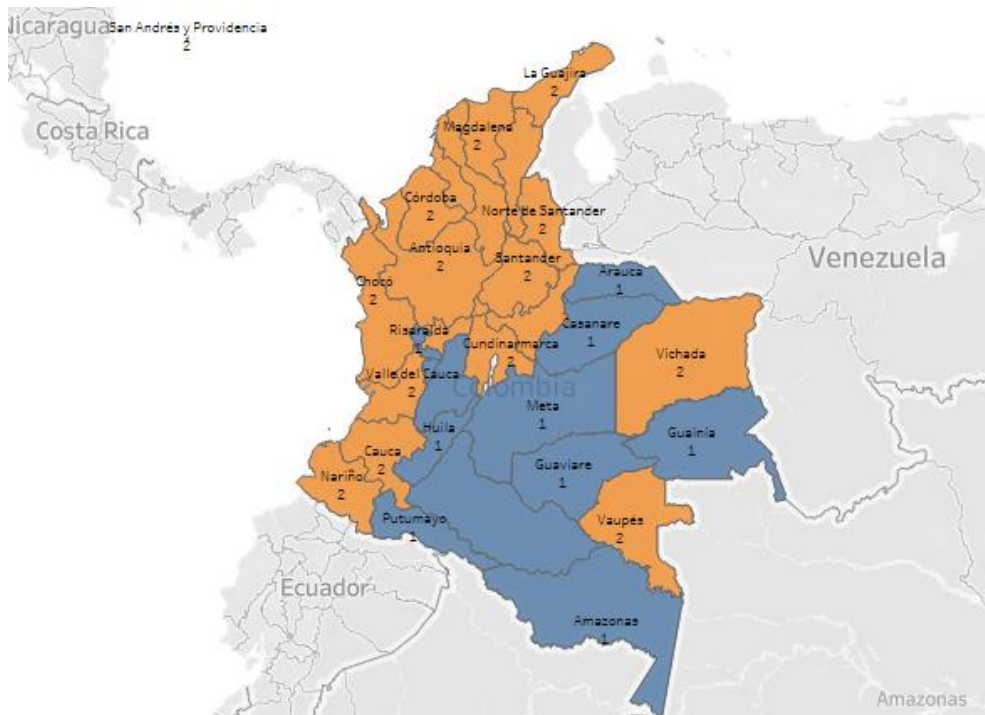 Nicaragua
San Andrés y Providencia
2
La Guajira
2
Costa Rica
Magdalena
2
Córdoba
2
Norte de Santander
2
Antioquia
2
Santander
2
Venezuela
Arauca
1
Chocó
2
Casanare
1
Risaralda
1
Cundinarmarca
2
Vichada
2
Valle del Cauca
2
Colombia
Meta
1
Huila
1
Guainía
1
Cauca
2
Guaviare
1
Nariño
2
Putumayo
1
Vaupés
2
Ecuador
Amazonas
1
Amazonas